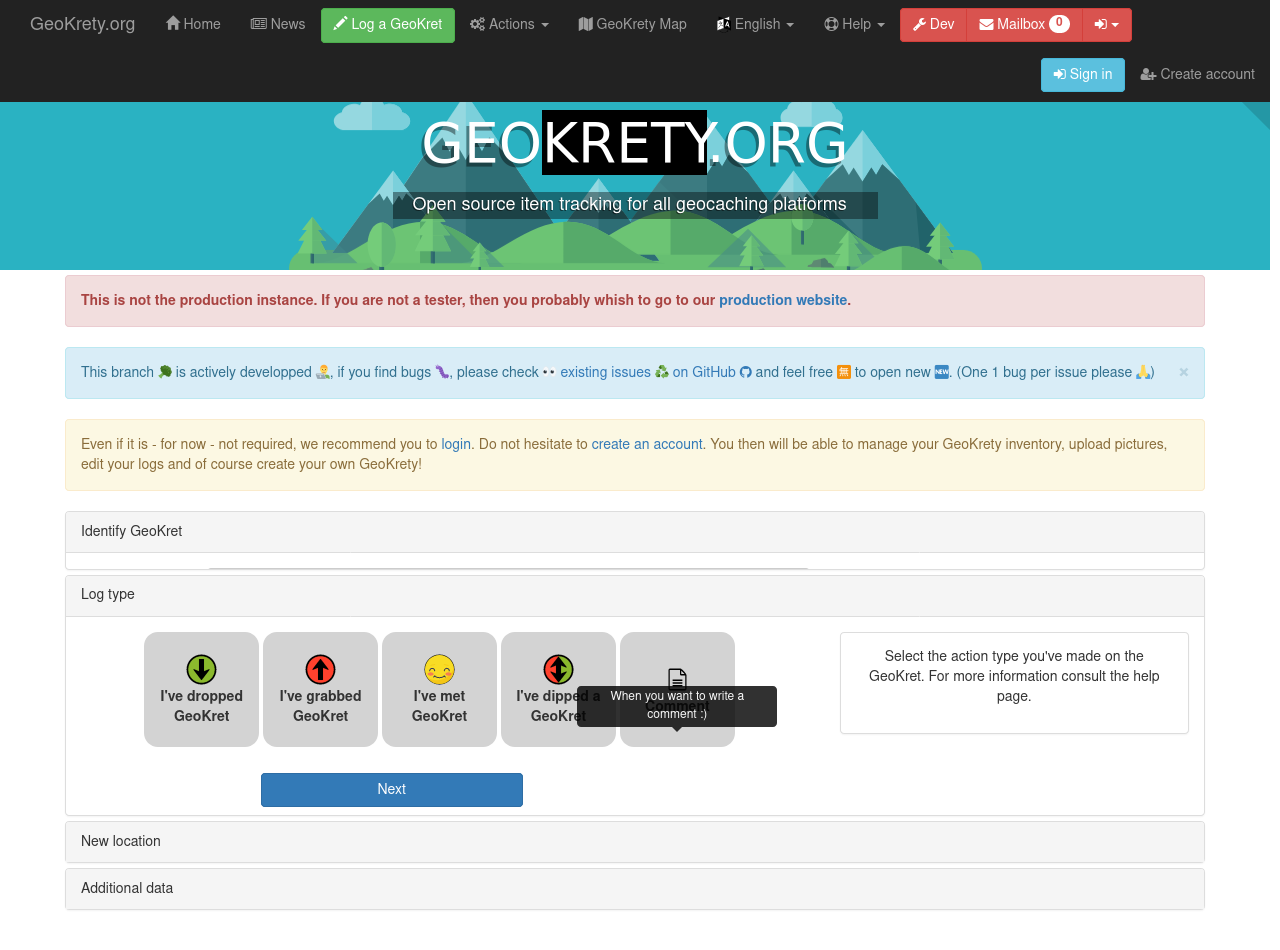 GeoKrety.org Home News Log a GeoKret Actions GeoKrety Map English Help Dev Mailbox 0
Sign in Create account
GEOKRETY.ORG
Open source item tracking for all geocaching platforms
This is not the production instance. If you are not a tester, then you probably whish to go to our production website.
This branch 🌳 is actively developped 👨‍🔬, if you find bugs 🐛, please check 👀 existing issues ♻️ on GitHub and feel free 🈚 to open new 🆕. (One 1 bug per issue please 🙏) ×
Even if it is - for now - not required, we recommend you to login. Do not hesitate to create an account. You then will be able to manage your GeoKrety inventory, upload pictures,
edit your logs and of course create your own GeoKrety!
Identify GeoKret
Log type
I've dropped
GeoKret
I've grabbed
GeoKret
I've met
GeoKret
I've dipped a
GeoKret
Comment
When you want to write a
comment :)
Select the action type you've made on the
GeoKret. For more information consult the help
page.
Next
New location
Additional data